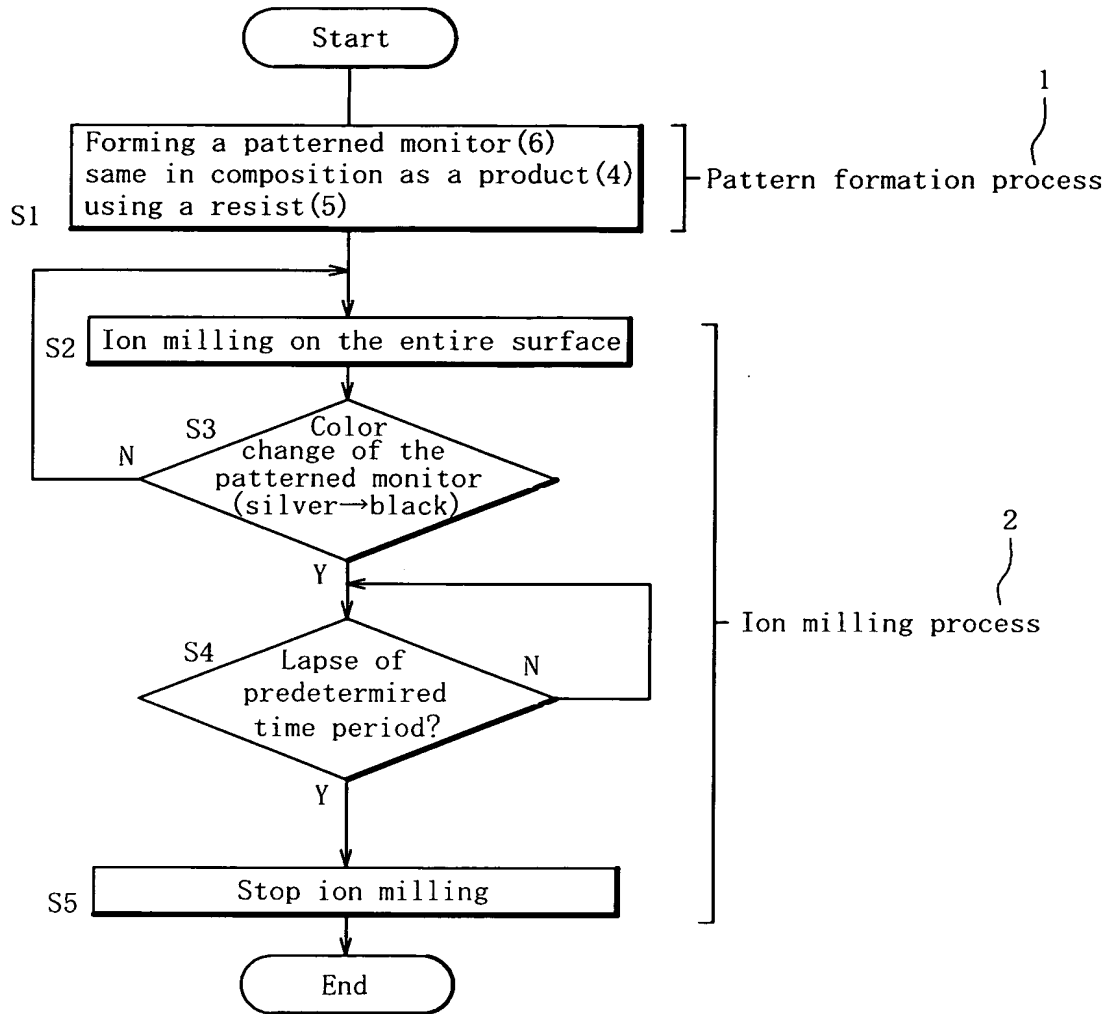 Start
1
Forming a patterned monitor(6)
same in composition as a product(4)
using a resist(5)
S1
Pattern formation process
S2
Ion milling on the entire surface
S3
N
Color
change of the
patterned monitor
(silver→black)
Y
2
Ion milling process
S4
N
Lapse of
predetermired
time period?
Y
S5
Stop ion milling
End